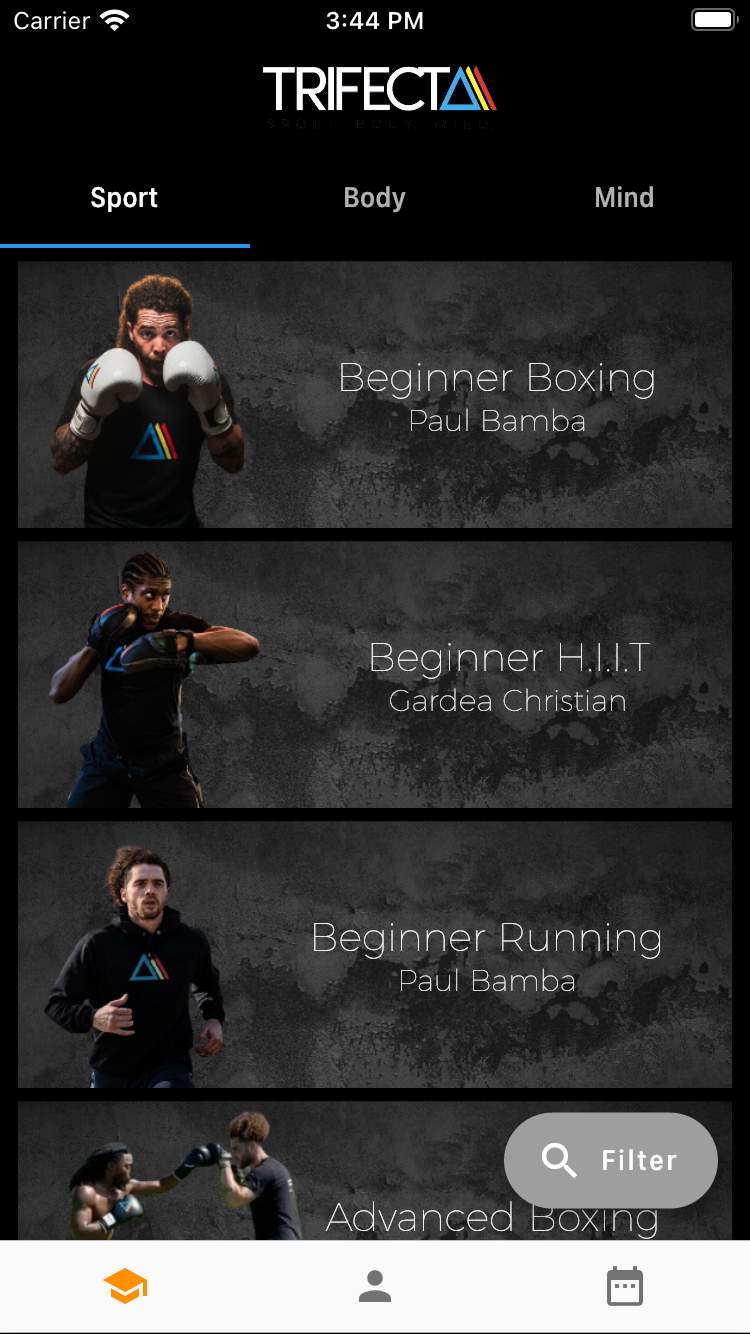 Carrier 3:44 PM
TRIFECTA
SPORT. BODY. MIND.
Sport Body Mind
Beginner Boxing
Paul Bamba
Beginner H.I.I.T
Gardea Christian
Beginner Running
Paul Bamba
Filter
Advanced Boxing